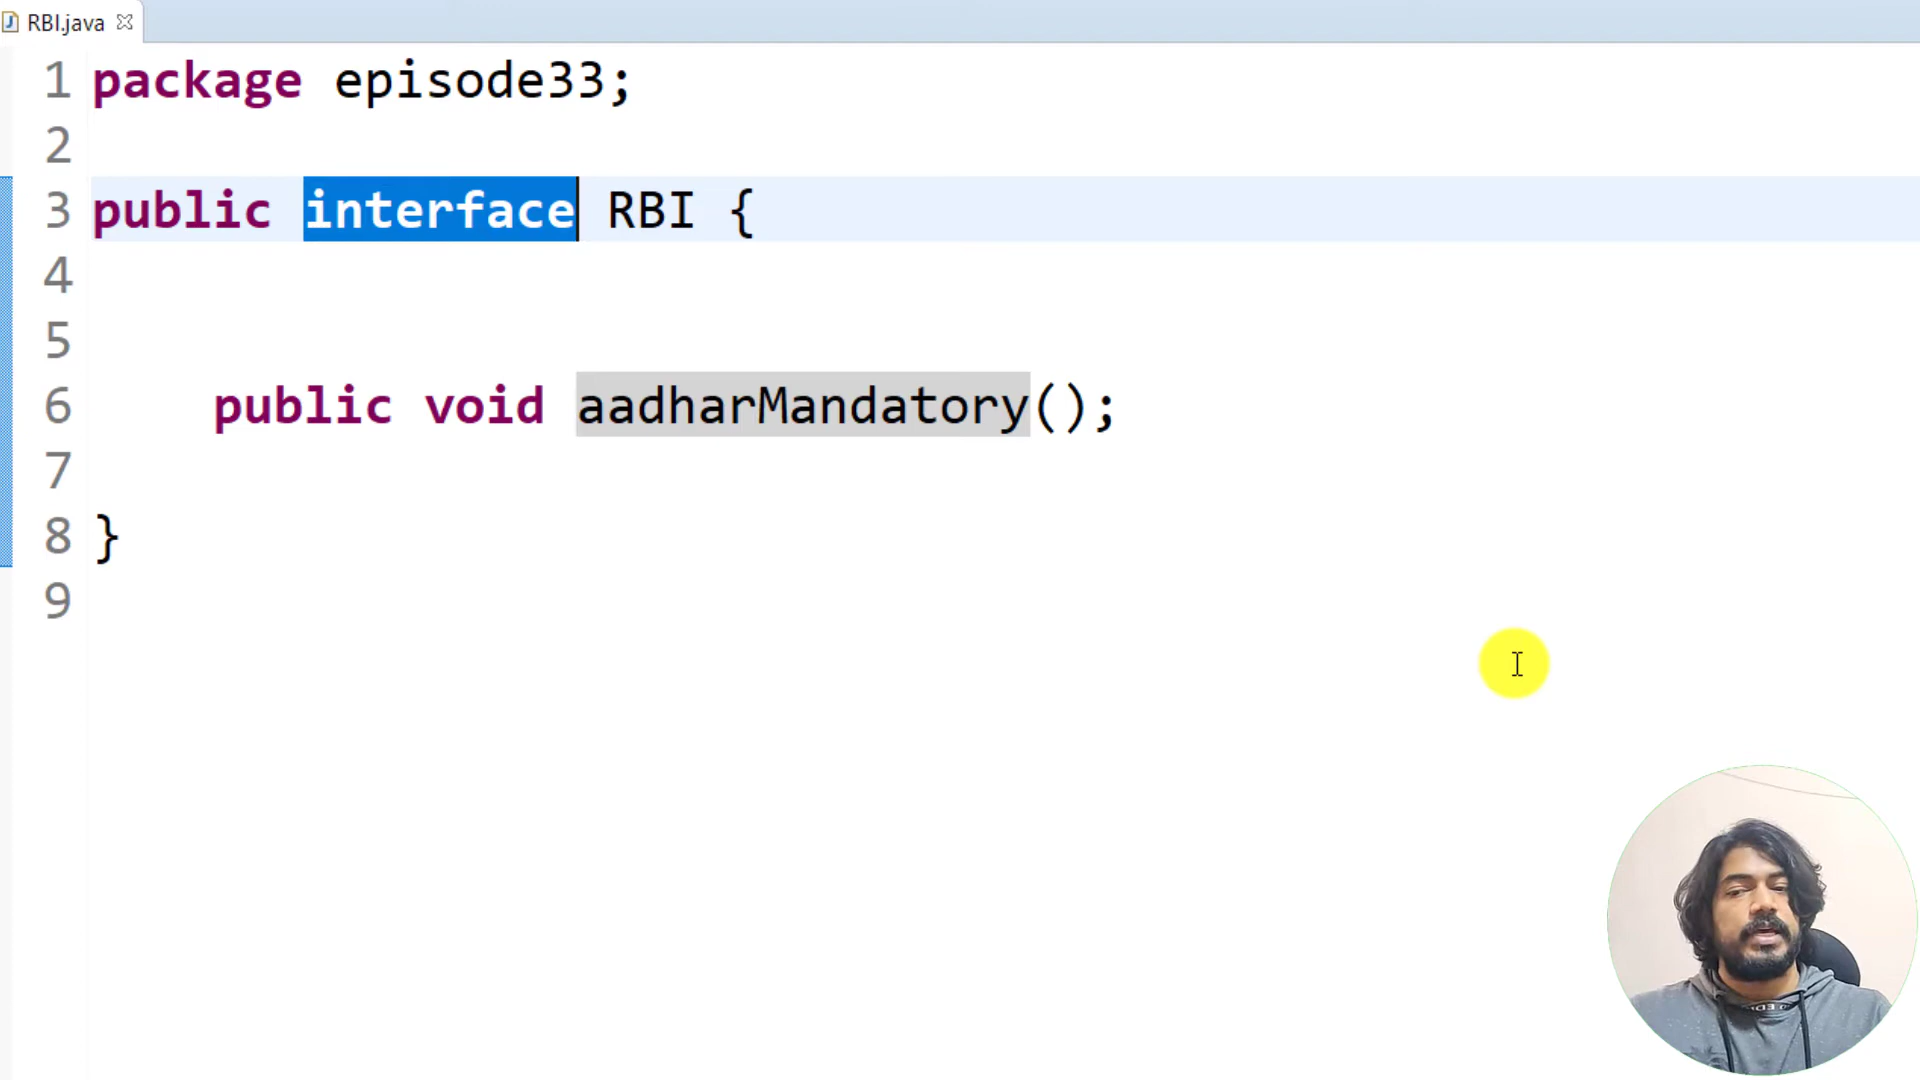 RBI.java
1 package episode33;
2
3 public interface RBI {
4
5
6 public void aadharMandatory();
7
8 }
9